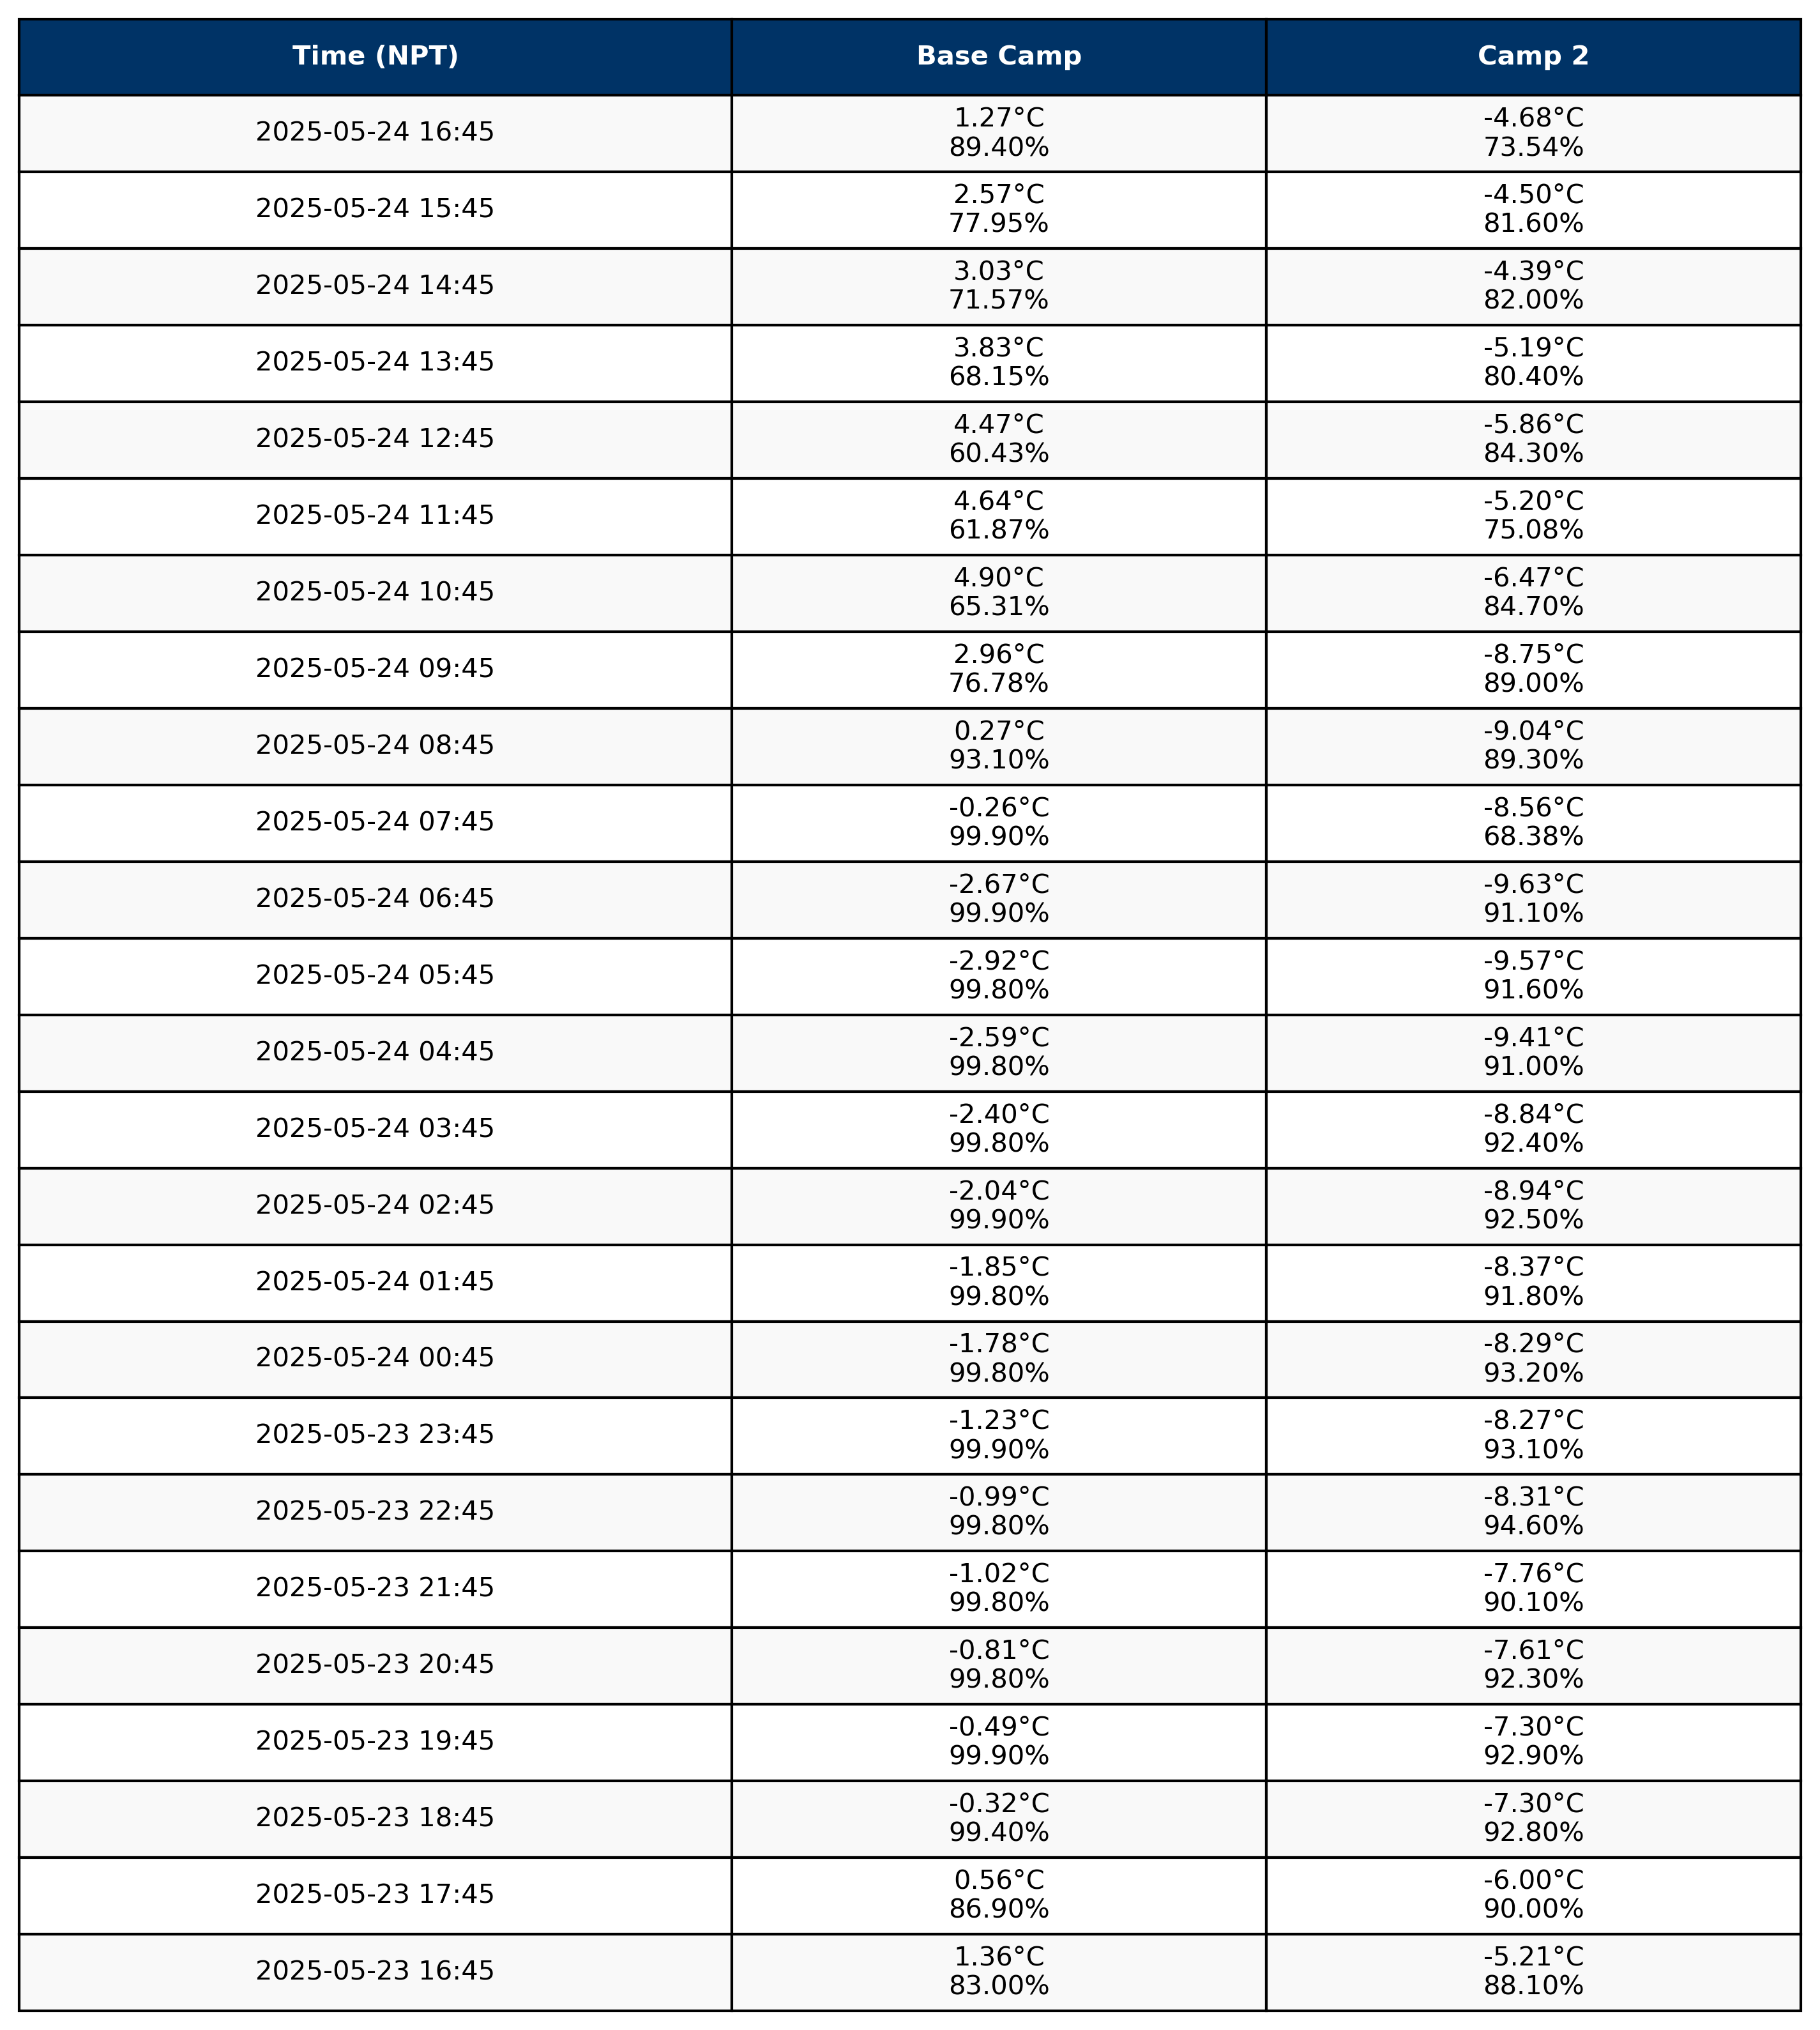 Time (NPT) Base Camp Camp 2
2025-05-24 16:45
1.27°C
89.40%
-4.68°C
73.54%
2025-05-24 15:45
2.57°C
77.95%
-4.50°C
81.60%
2025-05-24 14:45
3.03°C
71.57%
-4.39°C
82.00%
2025-05-24 13:45
3.83°C
68.15%
-5.19°C
80.40%
2025-05-24 12:45
4.47°C
60.43%
-5.86°C
84.30%
2025-05-24 11:45
4.64°C
61.87%
-5.20°C
75.08%
2025-05-24 10:45
4.90°C
65.31%
-6.47°C
84.70%
2025-05-24 09:45
2.96°C
76.78%
-8.75°C
89.00%
2025-05-24 08:45
0.27°C
93.10%
-9.04°C
89.30%
2025-05-24 07:45
-0.26°C
99.90%
-8.56°C
68.38%
2025-05-24 06:45
-2.67°C
99.90%
-9.63°C
91.10%
2025-05-24 05:45
-2.92°C
99.80%
-9.57°C
91.60%
2025-05-24 04:45
-2.59°C
99.80%
-9.41°C
91.00%
2025-05-24 03:45
-2.40°C
99.80%
-8.84°C
92.40%
2025-05-24 02:45
-2.04°C
99.90%
-8.94°C
92.50%
2025-05-24 01:45
-1.85°C
99.80%
-8.37°C
91.80%
2025-05-24 00:45
-1.78°C
99.80%
-8.29°C
93.20%
2025-05-23 23:45
-1.23°C
99.90%
-8.27°C
93.10%
2025-05-23 22:45
-0.99°C
99.80%
-8.31°C
94.60%
2025-05-23 21:45
-1.02°C
99.80%
-7.76°C
90.10%
2025-05-23 20:45
-0.81°C
99.80%
-7.61°C
92.30%
2025-05-23 19:45
-0.49°C
99.90%
-7.30°C
92.90%
2025-05-23 18:45
-0.32°C
99.40%
-7.30°C
92.80%
2025-05-23 17:45
0.56°C
86.90%
-6.00°C
90.00%
2025-05-23 16:45
1.36°C
83.00%
-5.21°C
88.10%